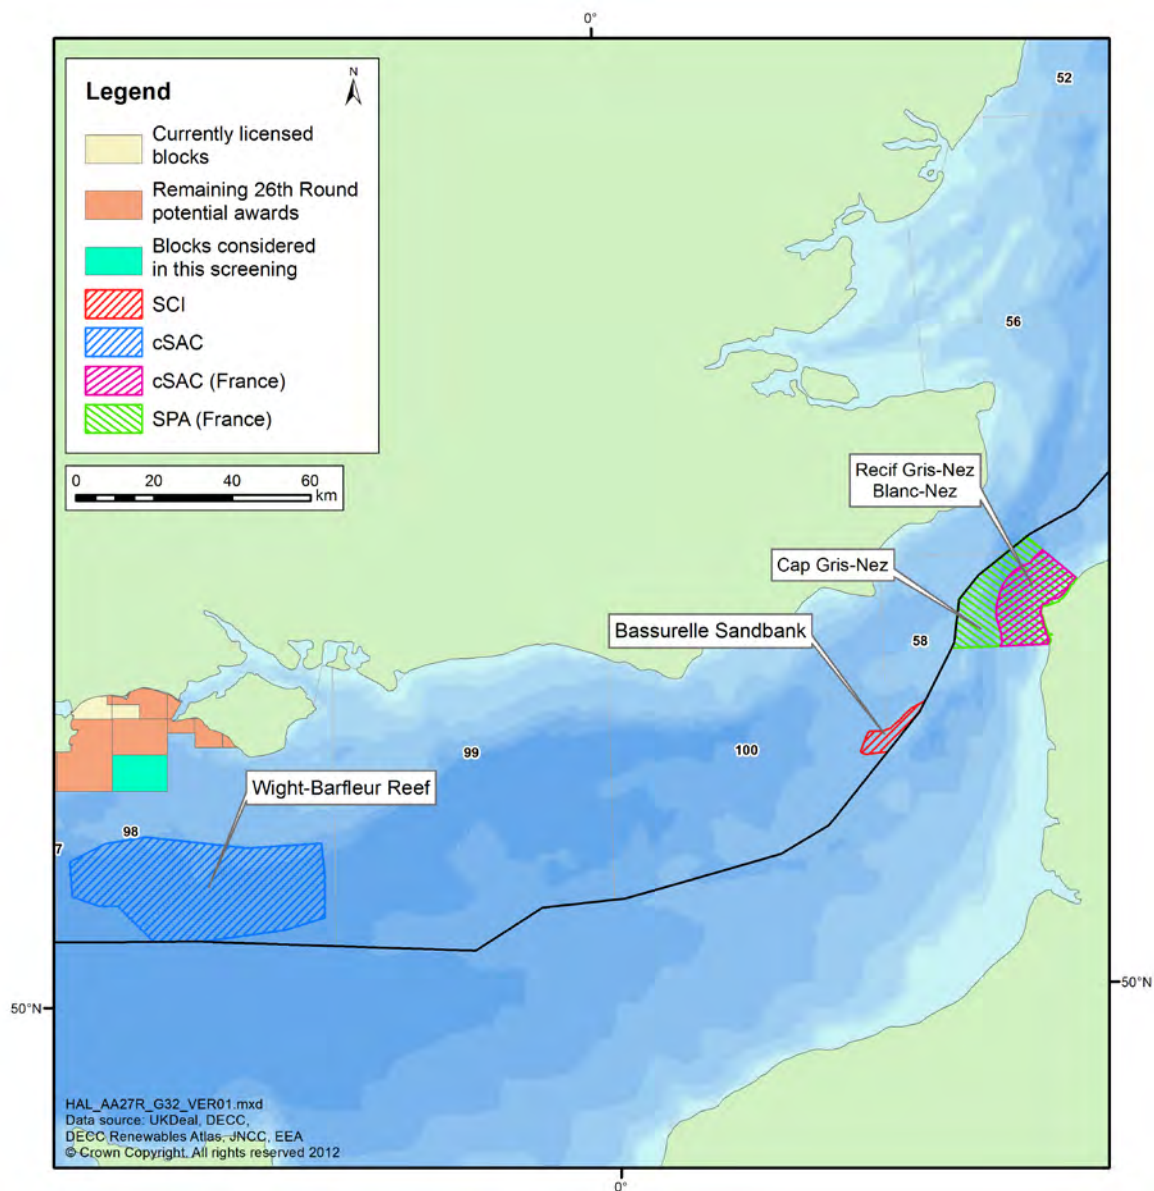 0°
Legend
N
Currently licensed
blocks
Remaining 26th Round
potential awards
Blocks considered
in this screening
SCI
cSAC
cSAC (France)
SPA (France)
0 20 40 60
km
52
56
Recif Gris-Nez
Blanc-Nez
Cap Gris-Nez
Bassurelle Sandbank
58
99
100
Wight-Barfleur Reef
98
7
50°N
50°N
HAL_AA27R_G32_VER01.mxd
Data source: UKDeal, DECC,
DECC Renewables Atlas, JNCC, EEA
© Crown Copyright, All rights reserved 2012
0°